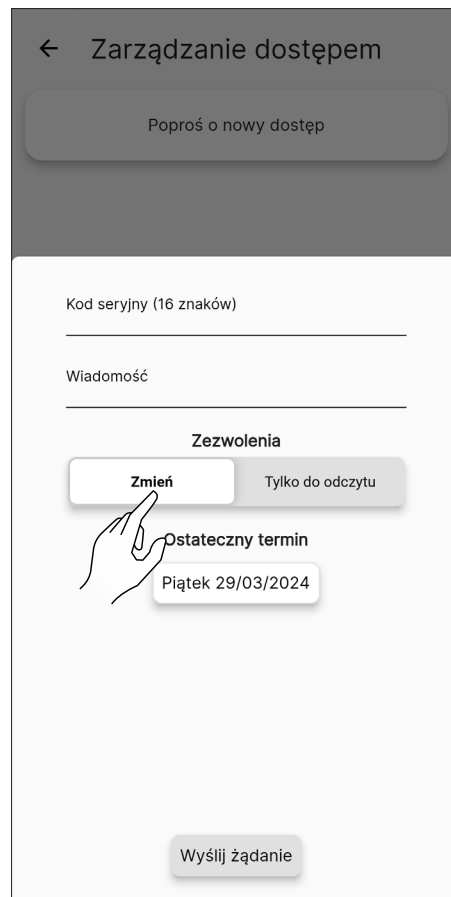 Zarządzanie dostępem
Poproś o nowy dostęp
Kod seryjny (16 znaków)
Wiadomość
Zezwolenia
Zmień Tylko do odczytu
Ostateczny termin
Piątek 29/03/2024
Wyślij żądanie